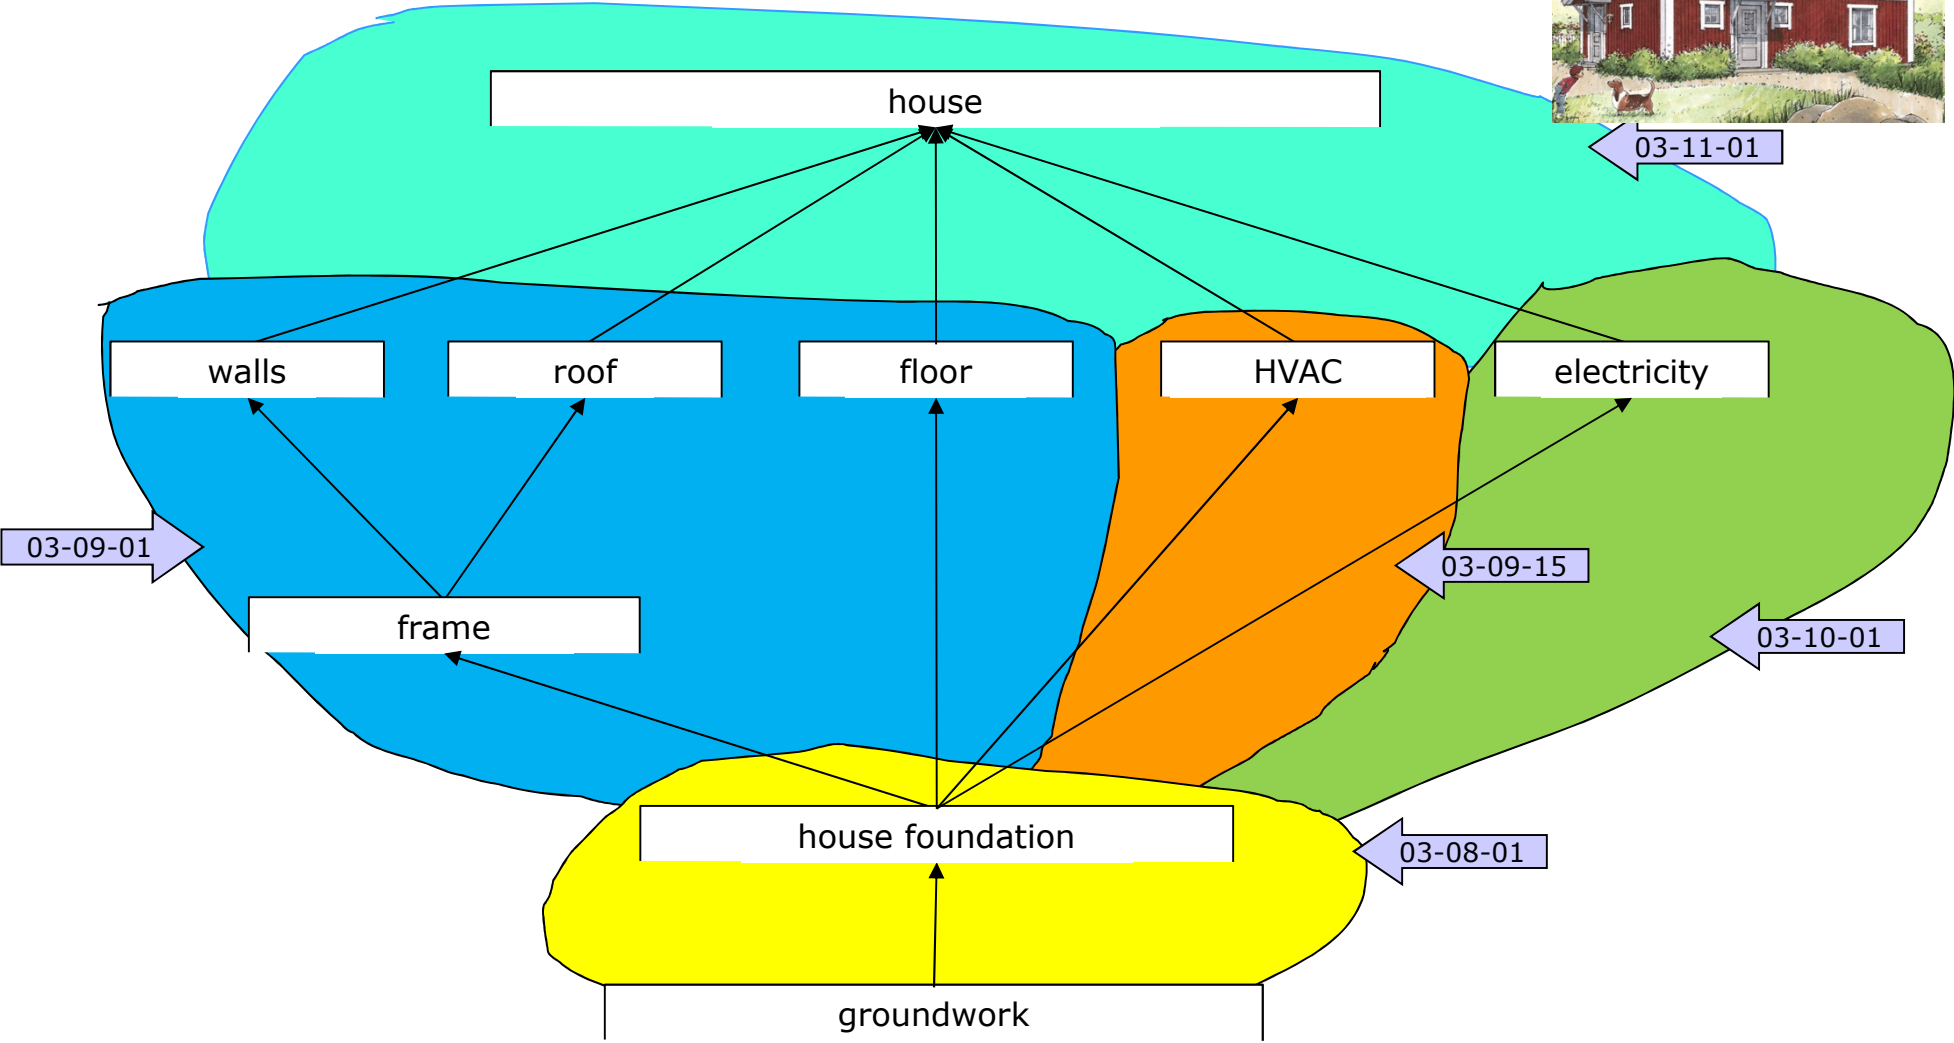 house
03-11-01
walls
roof
floor
HVAC
electricity
03-09-01
03-09-15
frame
03-10-01
house foundation
03-08-01
groundwork